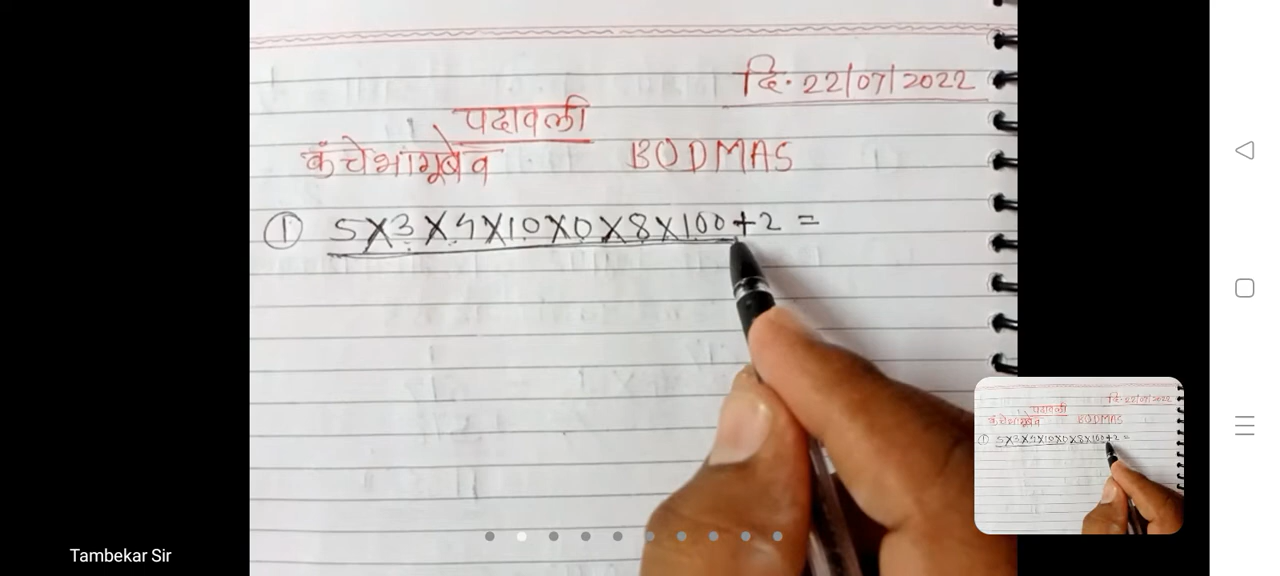 दि. 22/07/2022
पदावली
कंचेभागूबेव BODMAS
① 5×3×4×10×0×8×100+2 =
Tambekar Sir